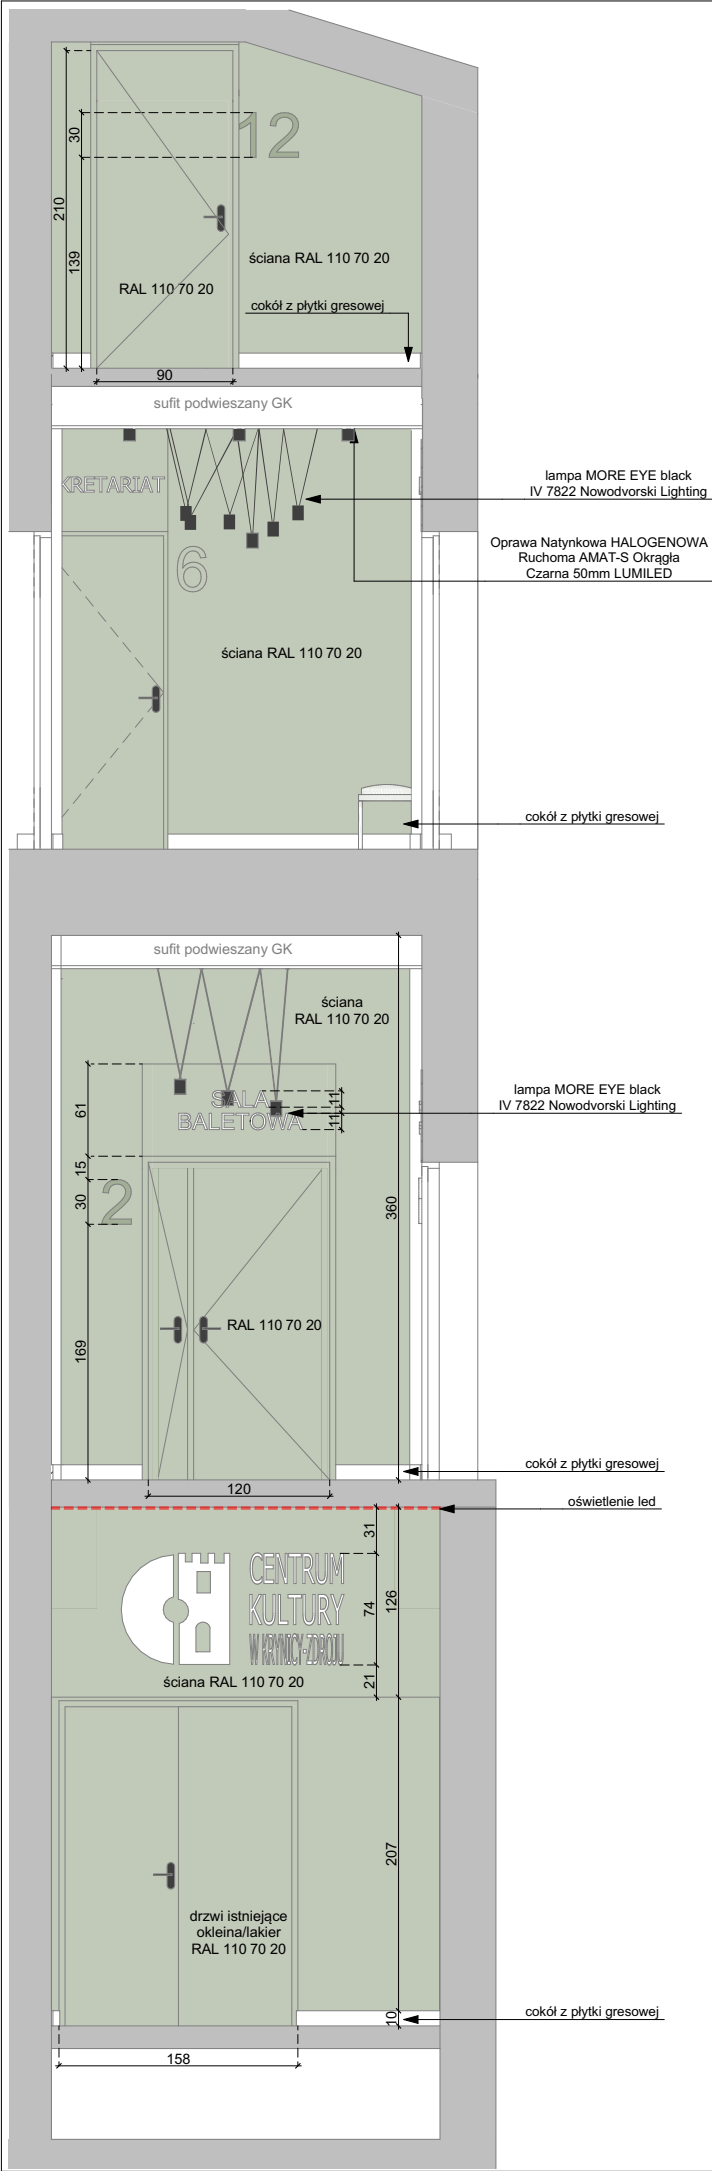 12
30
210
139
ściana RAL 110 70 20
RAL 110 70 20
cokół z płytki gresowej
90
sufit podwieszany GK
KRETARIAT
lampa MORE EYE black
IV 7822 Nowodvorski Lighting
Oprawa Natynkowa HALOGENOWA
Ruchoma AMAT-S Okrągła
Czarna 50mm LUMILED
6
ściana RAL 110 70 20
cokół z płytki gresowej
sufit podwieszany GK
ściana
RAL 110 70 20
61
SALA
BALETOWA
11
11
lampa MORE EYE black
IV 7822 Nowodvorski Lighting
15
30
2
360
169
RAL 110 70 20
cokół z płytki gresowej
120
oświetlenie led
31
CENTRUM
KULTURY
W KRYNICY-ZDROJU
74
126
21
ściana RAL 110 70 20
207
drzwi istniejące
okleina/lakier
RAL 110 70 20
10
cokół z płytki gresowej
158